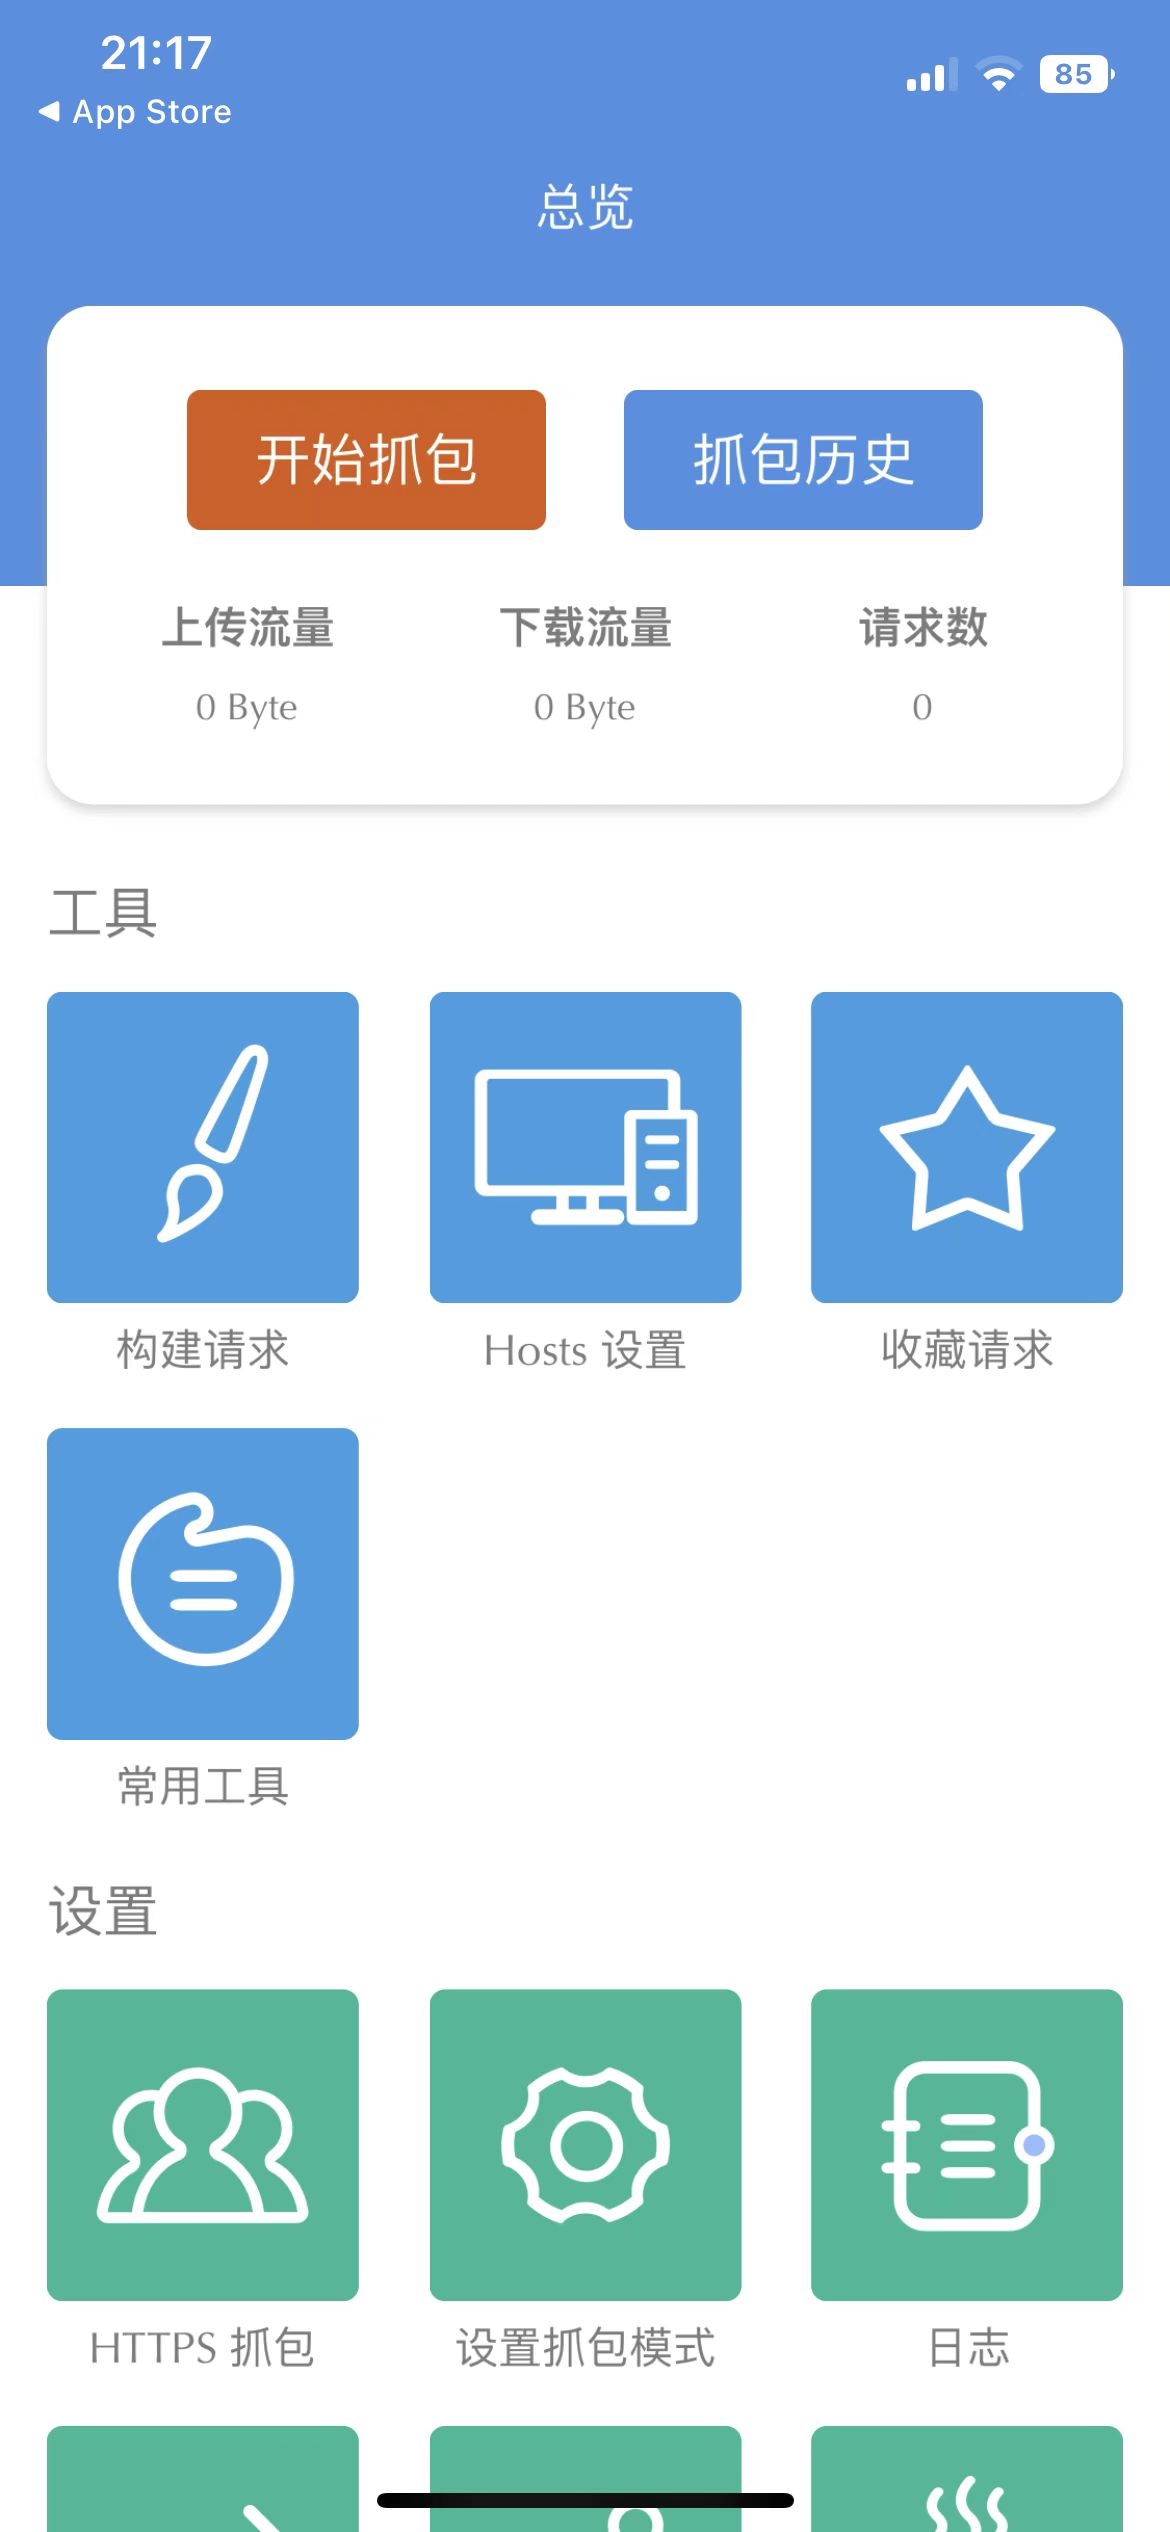 21:17
85
App Store
总览
开始抓包
抓包历史
上传流量
下载流量
请求数
0 Byte
0 Byte
0
工具
构建请求
Hosts 设置
收藏请求
常用工具
设置
HTTPS 抓包
设置抓包模式
日志